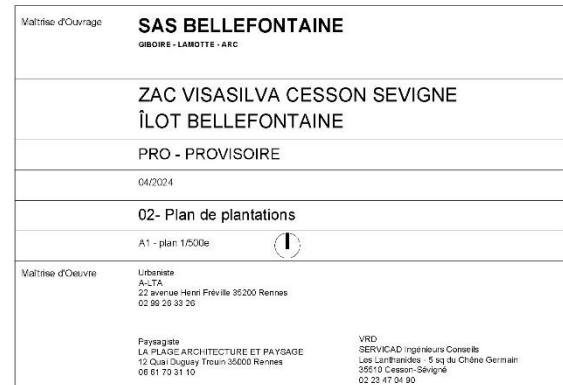 Maîtrise d'Ouvrage
SAS BELLEFONTAINE
GIBOIRE - LAMOTTE - ARC
ZAC VISASILVA CESSON SEVIGNE
ÎLOT BELLEFONTAINE
PRO - PROVISOIRE
04/2024
02- Plan de plantations
A1 - plan 1/500e
Maîtrise d'Oeuvre
Urbaniste
A-LTA
22 avenue Henri Fréville 35200 Rennes
02 99 26 33 26
Paysagiste
LA PLAGE ARCHITECTURE ET PAYSAGE
12 Quai Duguay Trouin 35000 Rennes
06 61 70 31 10
VRD
SERVICAD Ingénieurs Conseils
Les Lanthanides - 5 sq du Chêne Germain
35510 Cesson-Sévigné
02 23 47 04 90